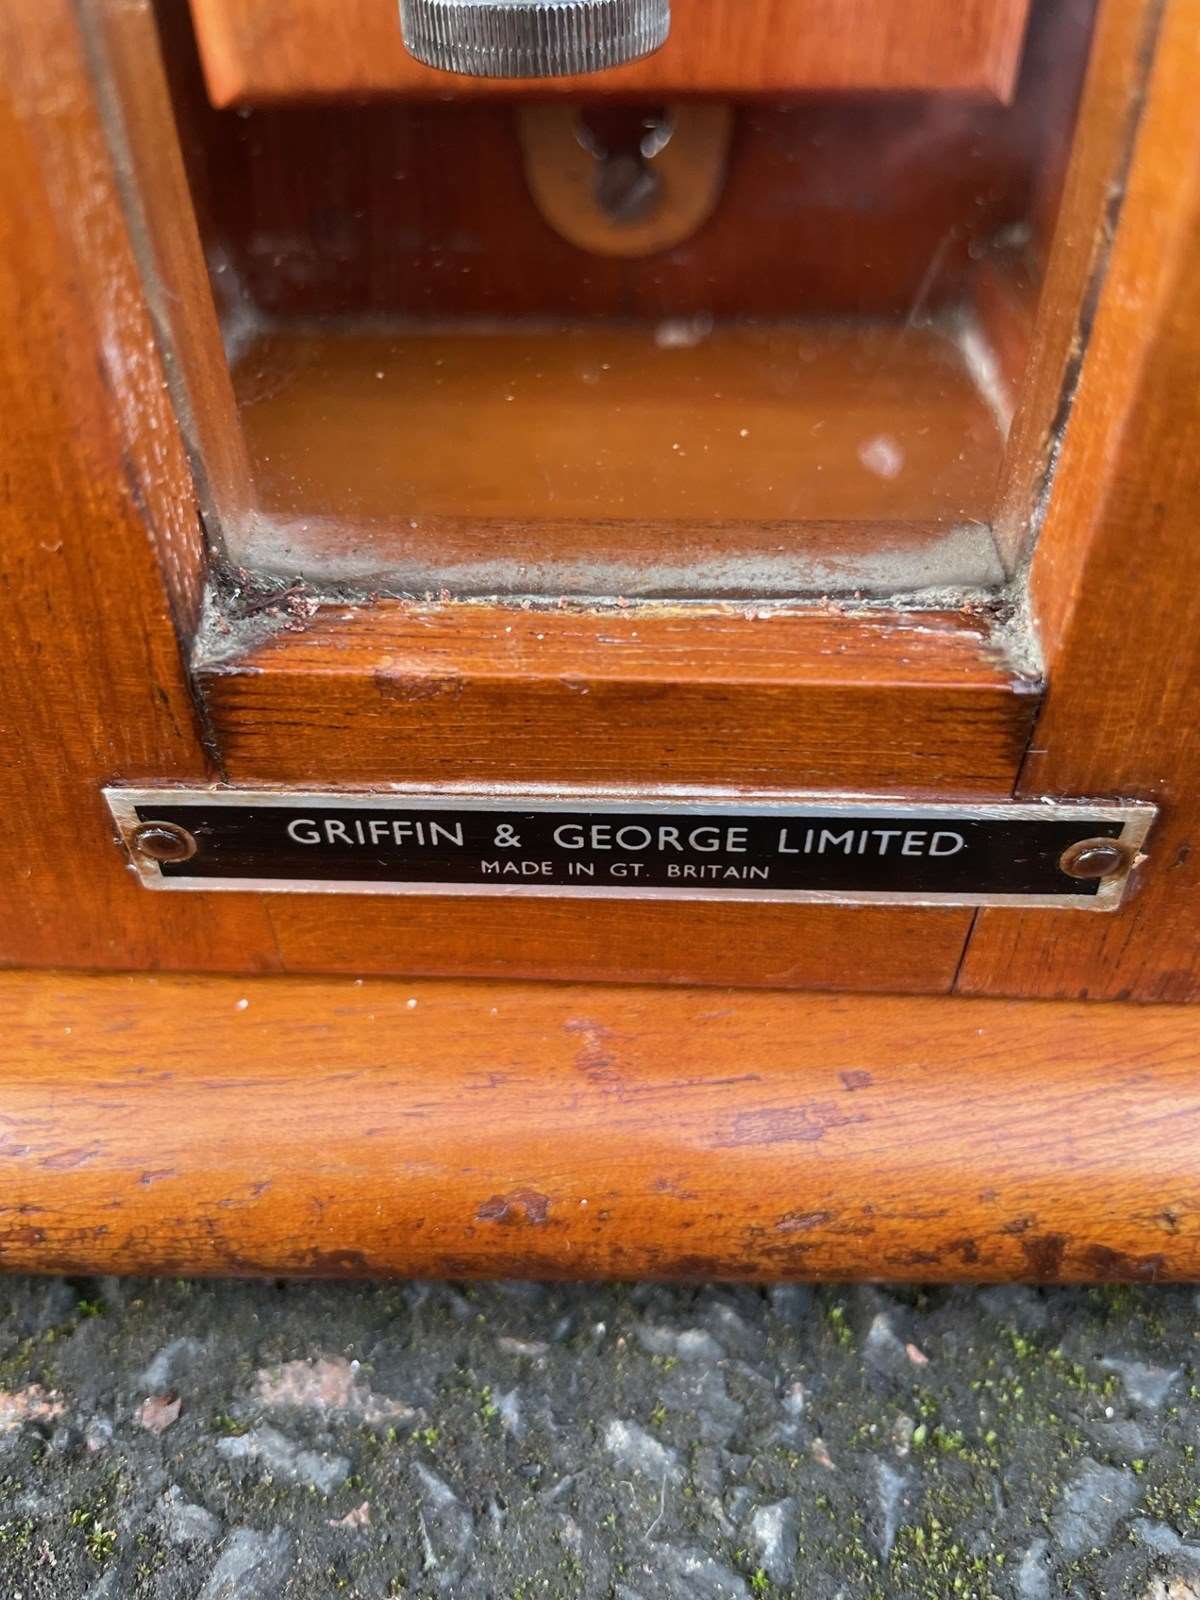 GRIFFIN & GEORGE LIMITED
MADE IN GT. BRITAIN